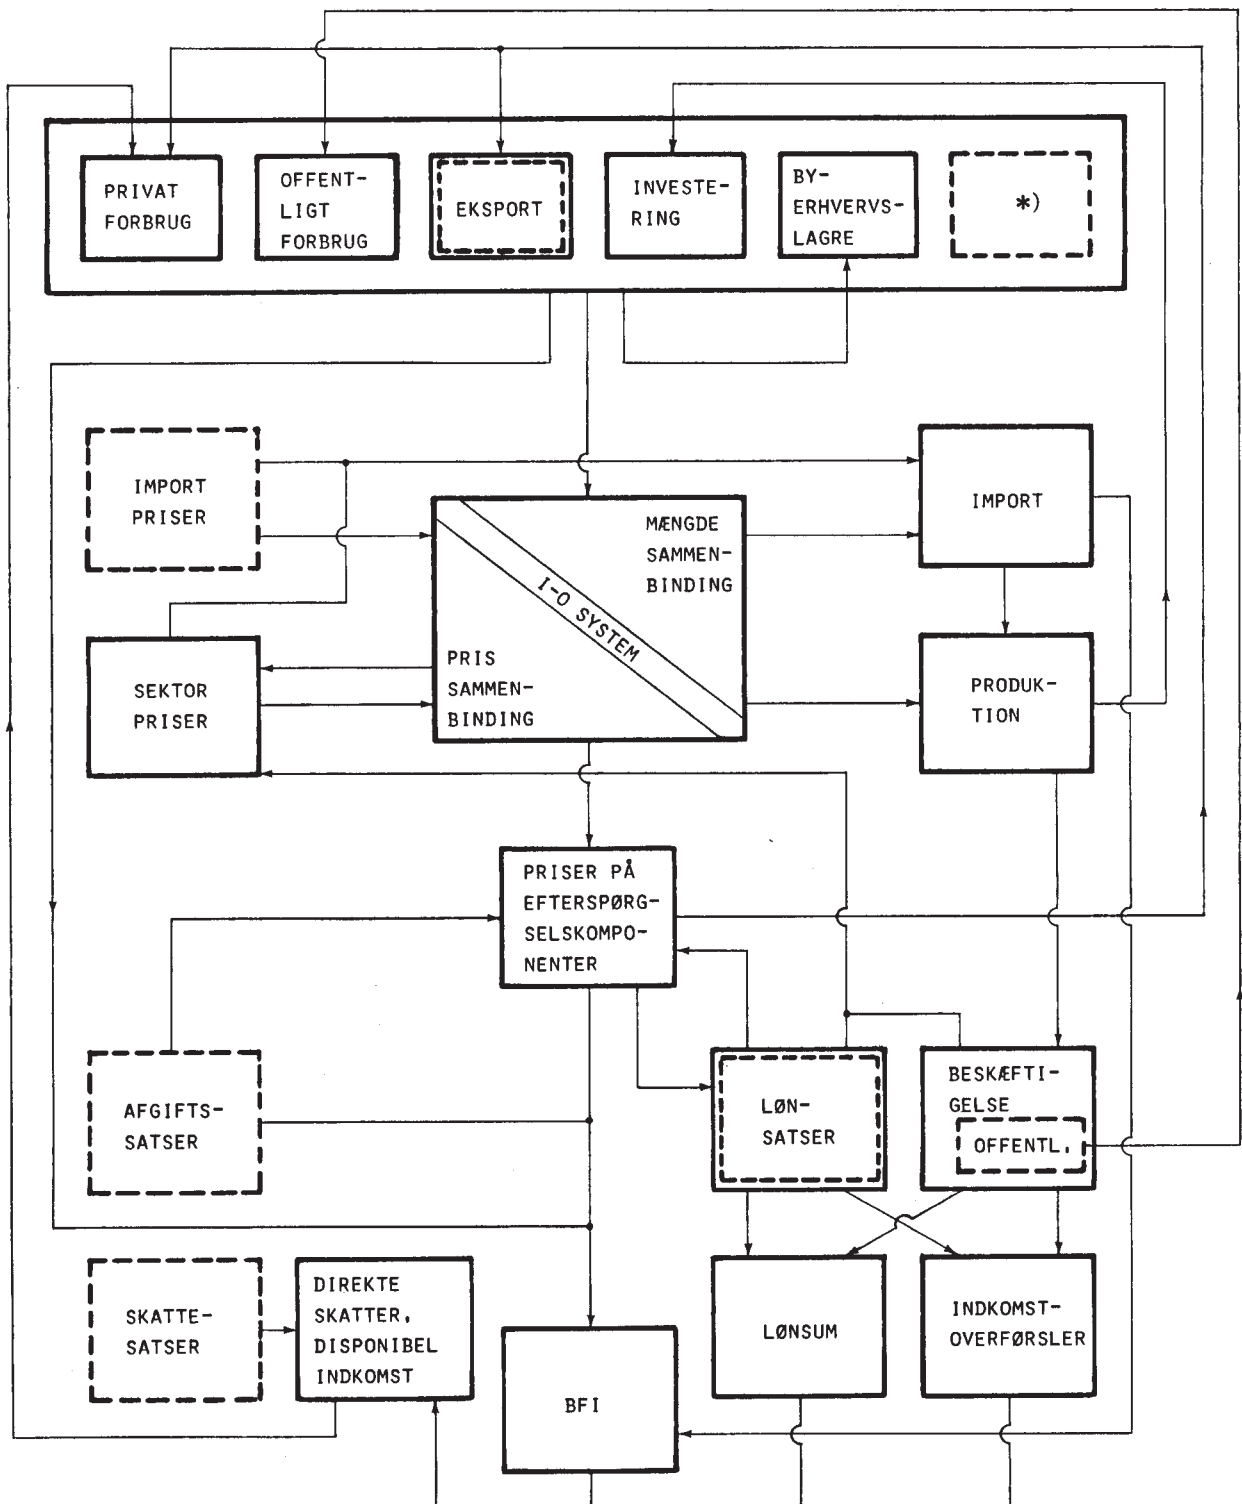 PRIVAT
FORBRUG
OFFENT-
LIGT
FORBRUG
EKSPORT
INVESTE-
RING
BY-
ERHVERVS-
LAGRE
*)
IMPORT
PRISER
MÆNGDE
SAMMEN-
BINDING
I-O SYSTEM
PRIS
SAMMEN-
BINDING
IMPORT
SEKTOR
PRISER
PRODUK-
TION
PRISER PÅ
EFTERSPØRG-
SELSKOMPO-
NENTER
AFGIFTS-
SATSER
LØN-
SATSER
BESKÆFTI-
GELSE
OFFENTL.
SKATTE-
SATSER
DIREKTE
SKATTER,
DISPONIBEL
INDKOMST
BFI
LØNSUM
INDKOMST-
OVERFØRSLER